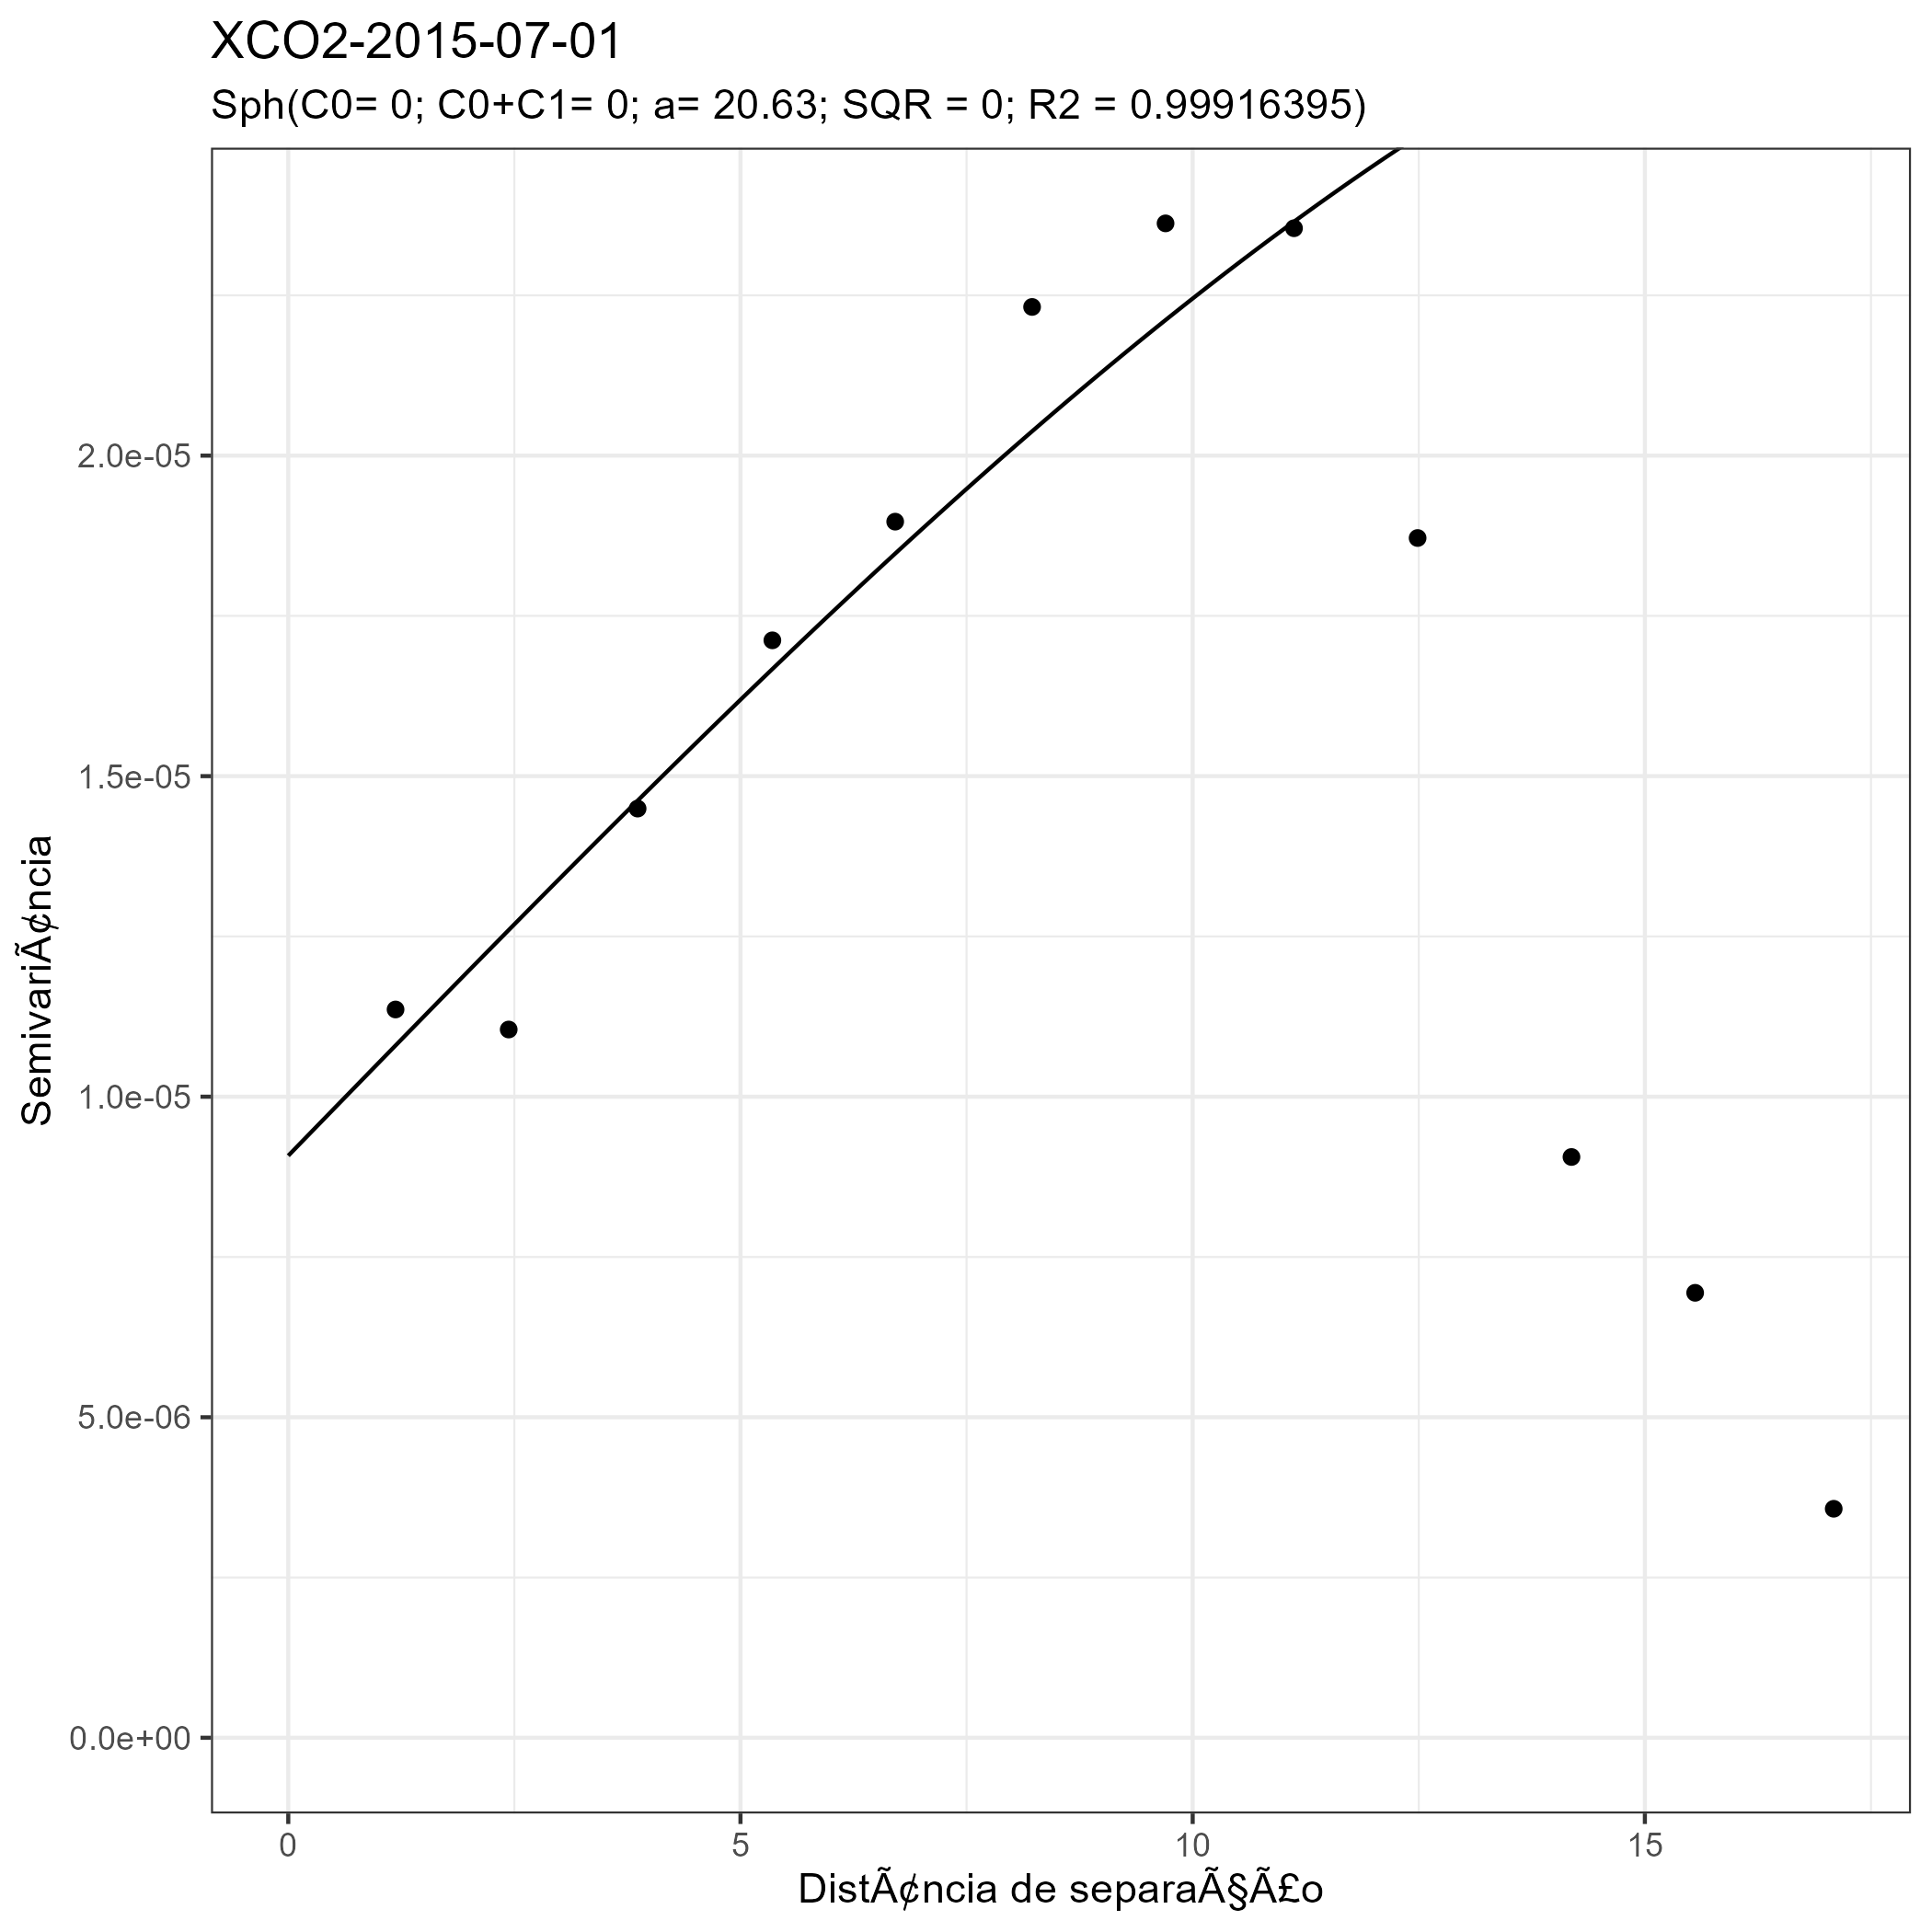 XCO2-2015-07-01
Sph(C0= 0; C0+C1= 0; a= 20.63; SQR = 0; R2 = 0.99916395)
SemivariÃ¢ncia
2.0e-05
1.5e-05
1.0e-05
5.0e-06
0.0e+00
0
5
10
15
DistÃ¢ncia de separaÃ§Ã£o